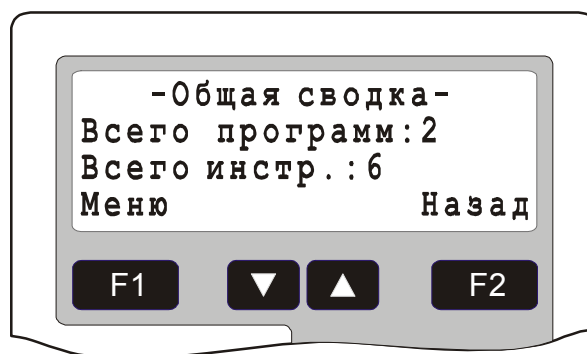 -Общая сводка-
Всего программ:2
Всего инстр.:6
Меню Назад
F1 ▼ ▲ F2